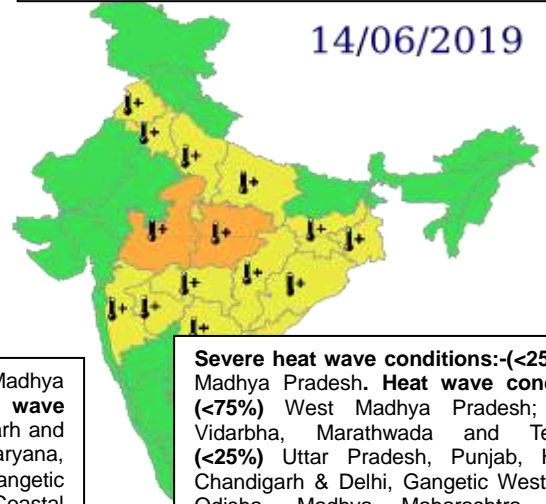 14/06/2019
Madhya
wave
rh and
aryana,
angetic
Coastal
Severe heat wave conditions:-(<25
Madhya Pradesh. Heat wave cond
(<75%) West Madhya Pradesh;
Vidarbha, Marathwada and Te
(<25%) Uttar Pradesh, Punjab, H
Chandigarh & Delhi, Gangetic West
Odisha, Madhya Maharashtra,